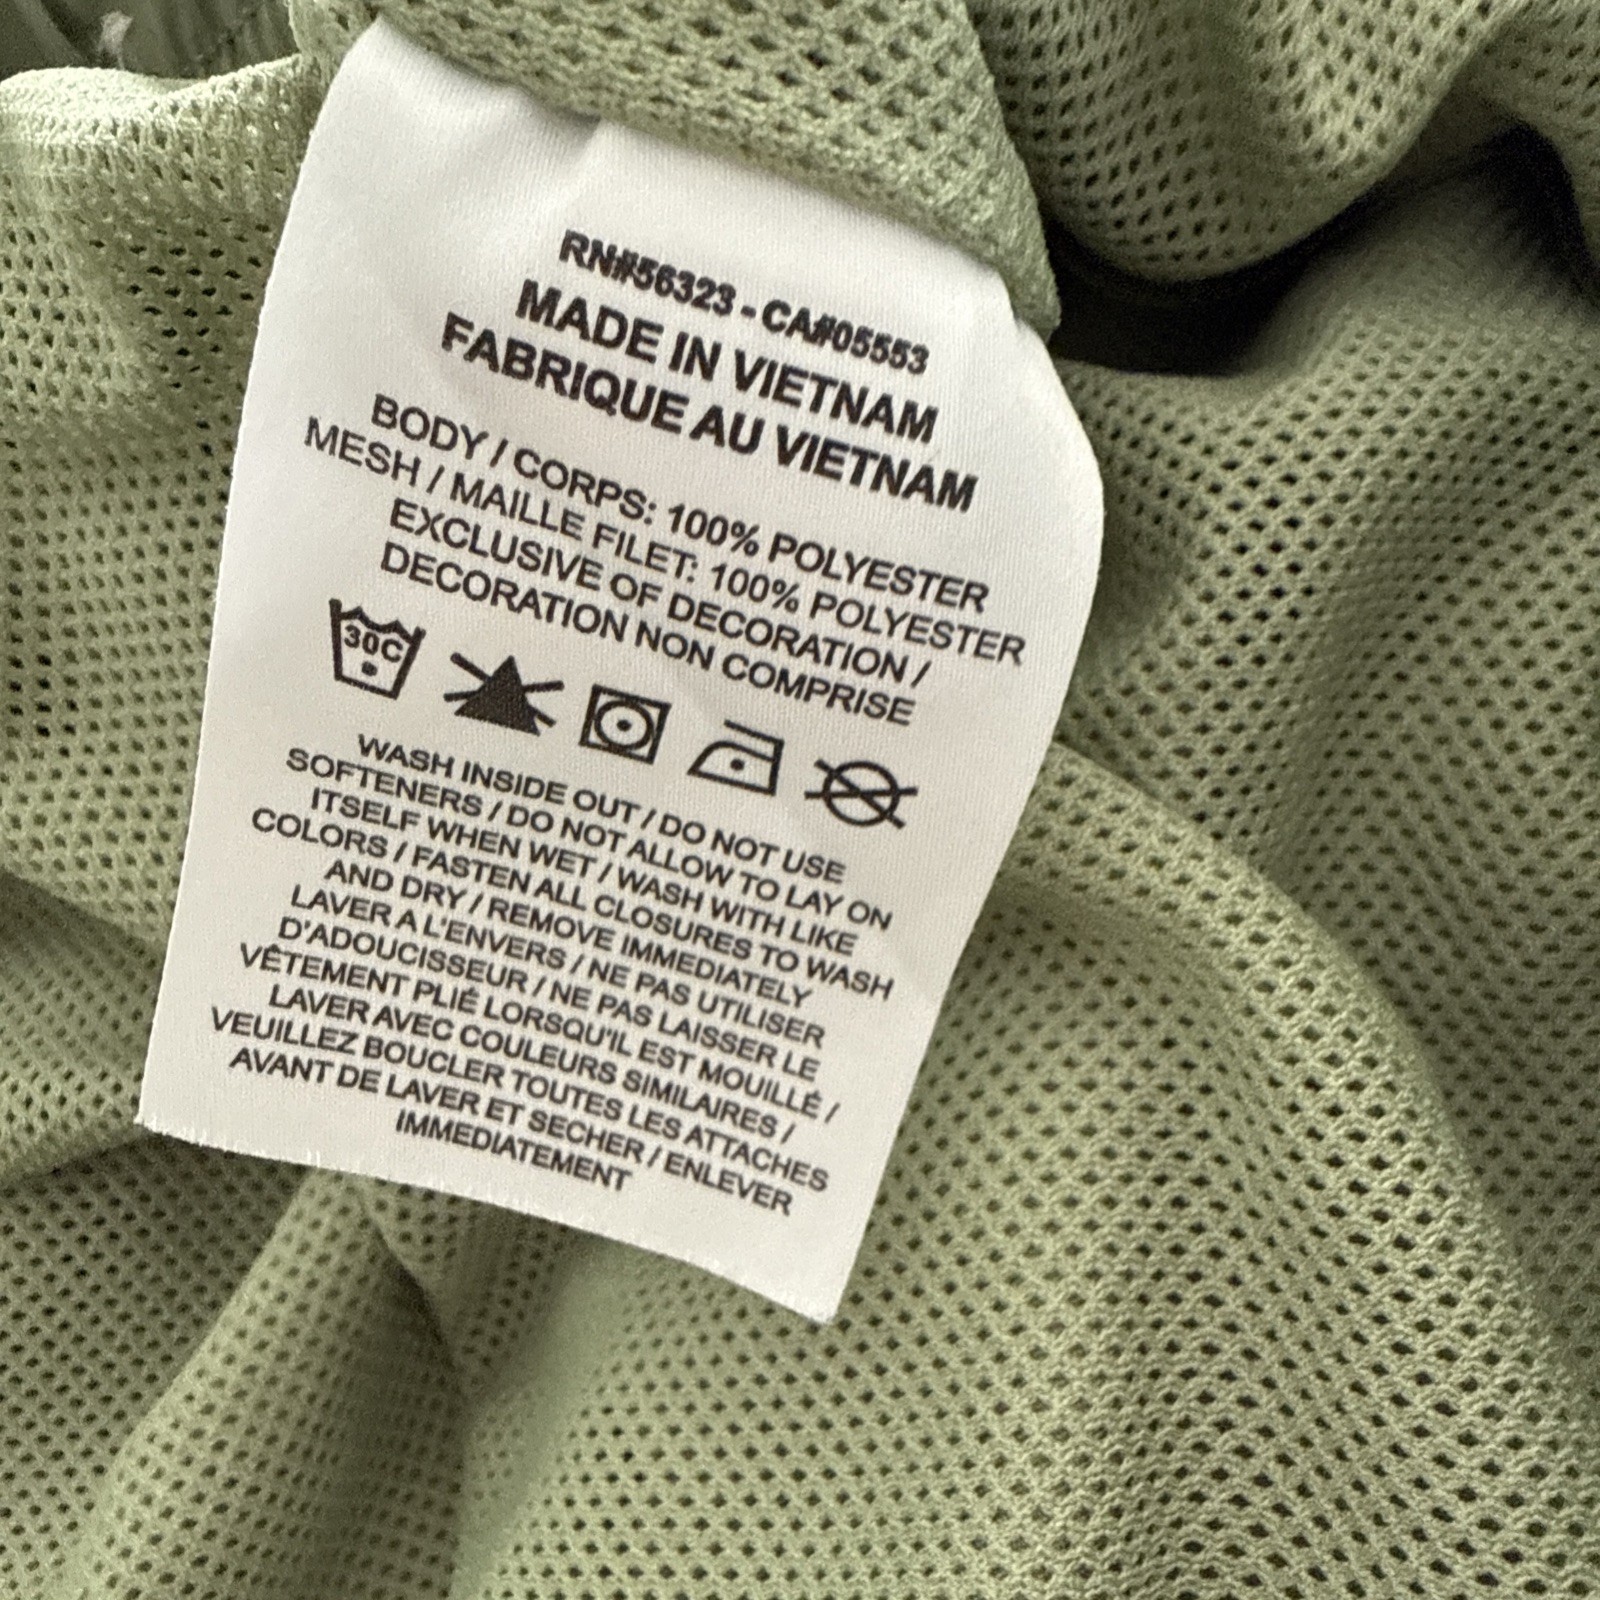 RN#56323 - CA#05553
MADE IN VIETNAM
FABRIQUE AU VIETNAM
BODY / CORPS: 100% POLYESTER
MESH / MAILLE FILET: 100% POLYESTER
EXCLUSIVE OF DECORATION /
DECORATION NON COMPRISE
30C
WASH INSIDE OUT / DO NOT USE
SOFTENERS / DO NOT ALLOW TO LAY ON
ITSELF WHEN WET / WASH WITH LIKE
COLORS / FASTEN ALL CLOSURES TO WASH
AND DRY / REMOVE IMMEDIATELY
LAVER A L'ENVERS / NE PAS UTILISER
D'ADOUCISSEUR / NE PAS LAISSER LE
VÊTEMENT PLIÉ LORSQU'IL EST MOUILLÉ /
LAVER AVEC COULEURS SIMILAIRES /
VEUILLEZ BOUCLER TOUTES LES ATTACHES
AVANT DE LAVER ET SECHER / ENLEVER
IMMEDIATEMENT